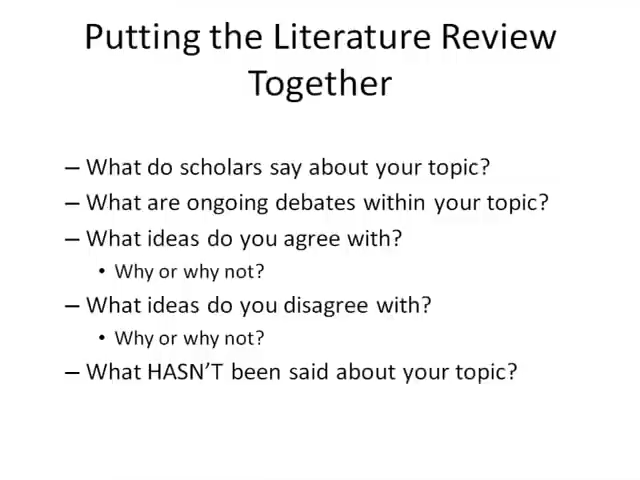 Putting the Literature Review
Together
– What do scholars say about your topic?
– What are ongoing debates within your topic?
– What ideas do you agree with?
• Why or why not?
– What ideas do you disagree with?
• Why or why not?
– What HASN’T been said about your topic?